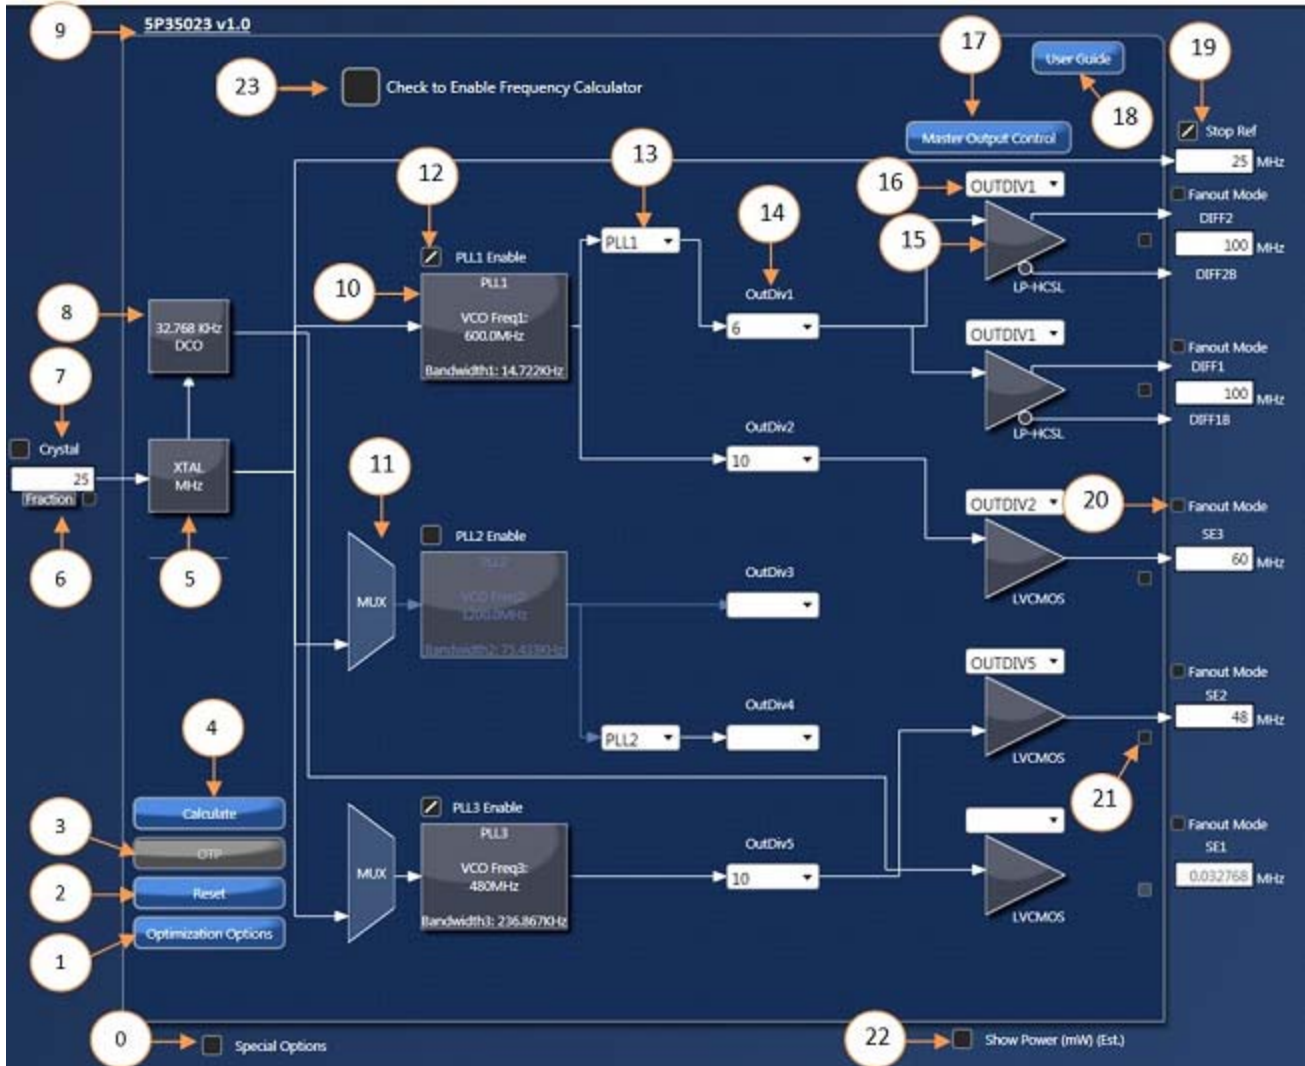 9
5P35023 v1.0
17
User Guide
19
23
Check to Enable Frequency Calculator
18
Master Output Control
Stop Ref
25 MHz
12
13
16
OUTDIV1
Fanout Mode
14
DIFF2
PLL1 Enable
PLL1
15
100 MHz
10
PLL1
DIFF2B
LP-HCSL
OutDiv1
8
32.768 KHz
DCO
VCO Freq1:
600.0MHz
6
OUTDIV1
Fanout Mode
DIFF1
Bandwidth1: 14.722KHz
7
100 MHz
DIFF1B
LP-HCSL
OutDiv2
Crystal
XTAL
MHz
10
11
25
Fraction
OUTDIV2
20
Fanout Mode
SE3
PLL2 Enable
6
5
60 MHz
MUX
VCO Freq2:
1200.0MHz
OutDiv3
LVCMOS
OUTDIV5
Fanout Mode
SE2
OutDiv4
48 MHz
4
PLL2
LVCMOS
21
Calculate
3
PLL3 Enable
OTP
PLL3
Fanout Mode
SE1
OutDiv5
MUX
VCO Freq3:
480MHz
10
0.032768 MHz
2
Reset
LVCMOS
Bandwidth3: 236.867KHz
Optimization Options
1
0
Special Options
22
Show Power (mW) (Est.)